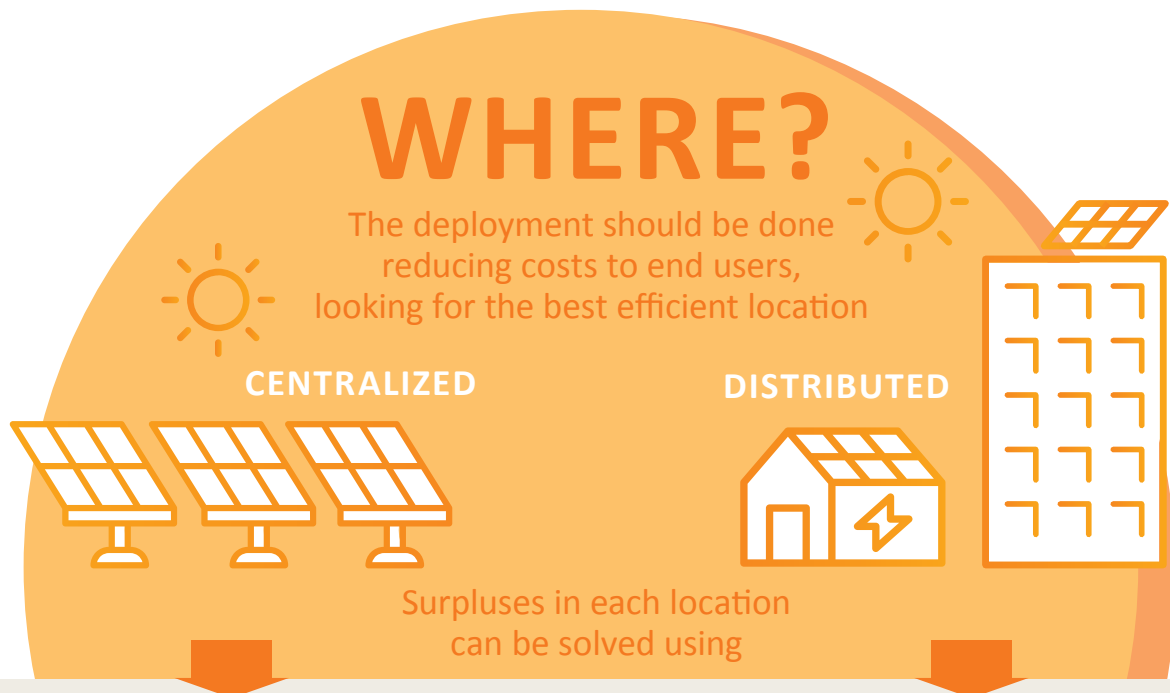 WHERE?
The deployment should be done
reducing costs to end users,
looking for the best efficient location
CENTRALIZED
DISTRIBUTED
Surpluses in each location
can be solved using